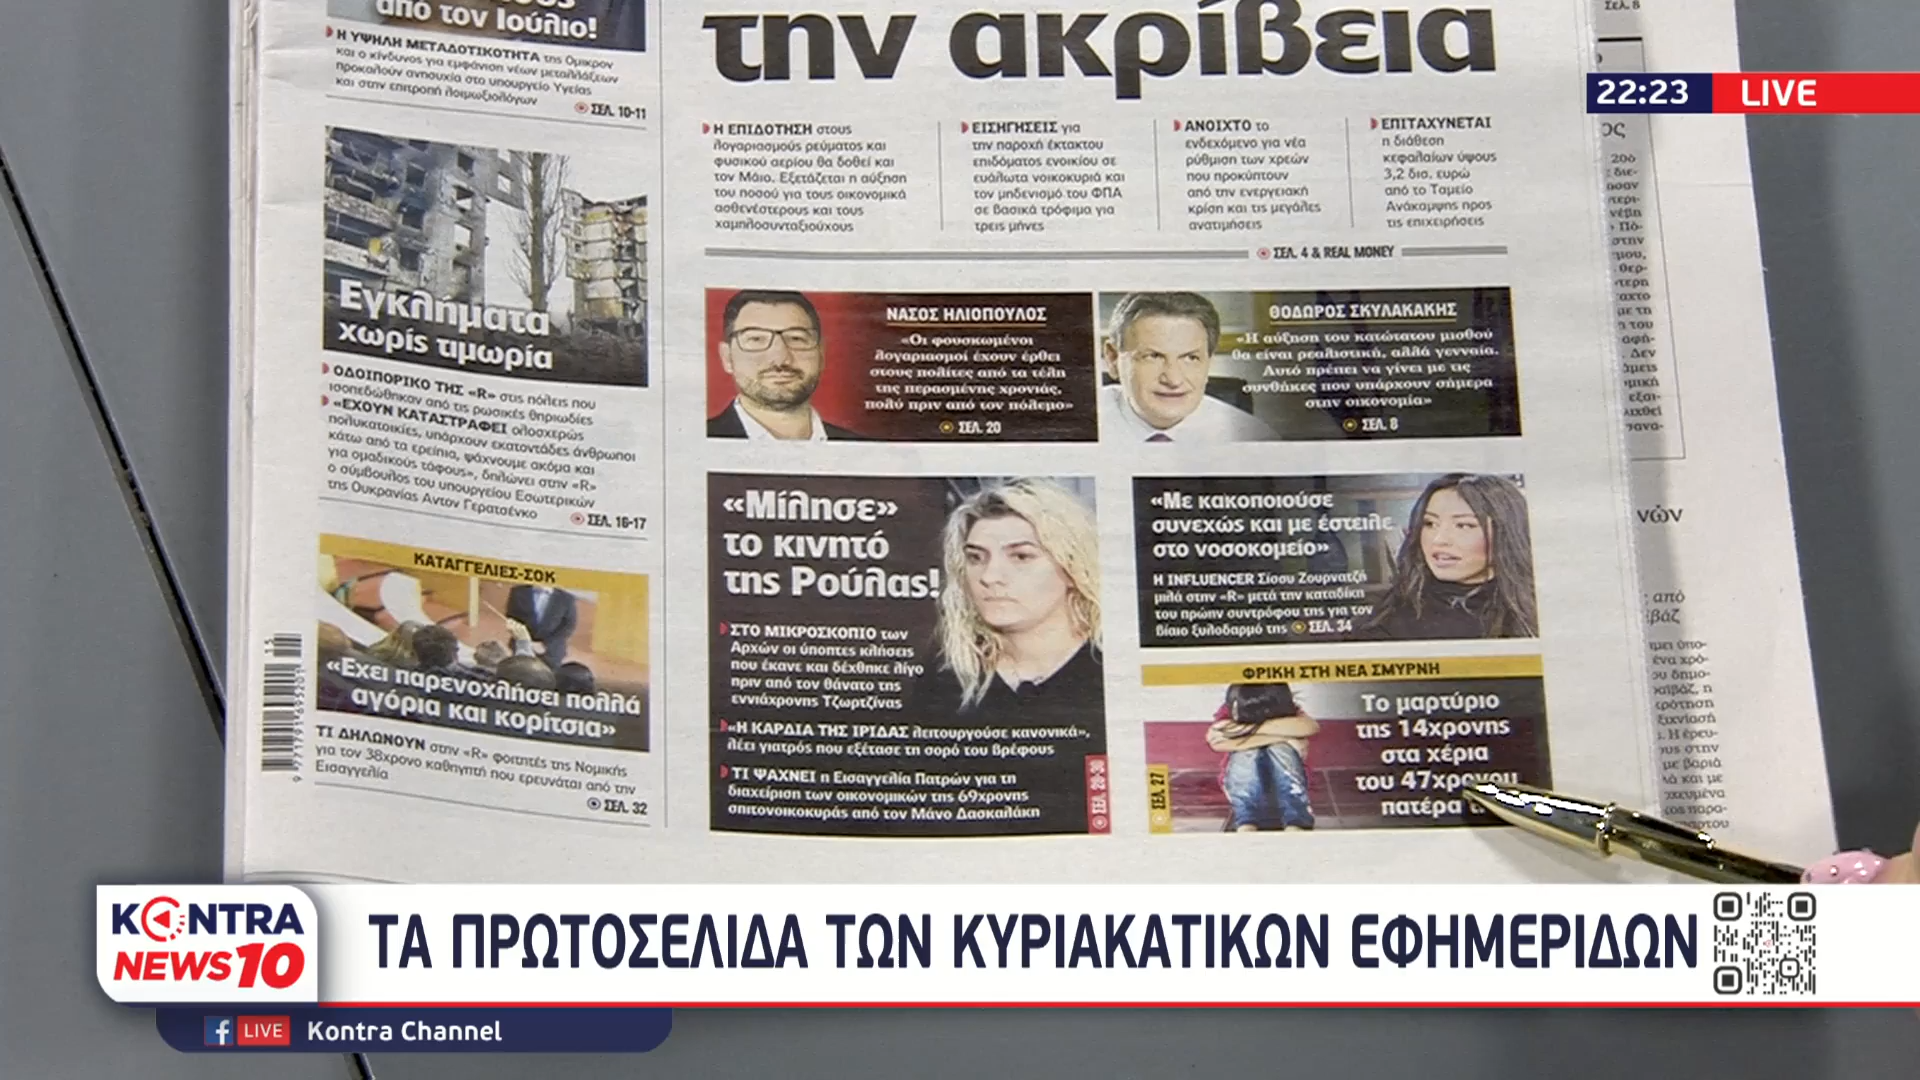 από τον Ιούλιο!
Η ΥΨΗΛΗ ΜΕΤΑΔΟΤΙΚΟΤΗΤΑ της Ομικρον
και ο κίνδυνος για εμφάνιση νέων μεταλλάξεων
προκαλούν ανησυχία στο υπουργείο Υγείας
και στην επιτροπή λοιμωξιολόγων
ΣΕΛ. 10-11
Εγκλήματα
χωρίς τιμωρία
ΟΔΟΙΠΟΡΙΚΟ ΤΗΣ «R» στις πόλεις που
ισοπεδώθηκαν από τις ρωσικές θηριωδίες
«ΕΧΟΥΝ ΚΑΤΑΣΤΡΑΦΕΙ ολοσχερώς
πολυκατοικίες, υπάρχουν εκατοντάδες άνθρωποι
κάτω από τα ερείπια, ψάχνουμε ακόμα και
για ομαδικούς τάφους», δηλώνει στην «R»
ο σύμβουλος του υπουργείου Εσωτερικών
της Ουκρανίας Αντον Γερατσένκο
ΣΕΛ. 16-17
ΚΑΤΑΓΓΕΛΙΕΣ-ΣΟΚ
«Εχει παρενοχλήσει πολλά
αγόρια και κορίτσια»
ΤΙ ΔΗΛΩΝΟΥΝ στην «R» φοιτητές της Νομικής
για τον 38χρονο καθηγητή που ερευνάται από την
Εισαγγελία
ΣΕΛ. 32
την ακρίβεια
Η ΕΠΙΔΟΤΗΣΗ στους
λογαριασμούς ρεύματος και
φυσικού αερίου θα δοθεί και
τον Μάιο. Εξετάζεται η αύξηση
του ποσού για τους οικονομικά
ασθενέστερους και τους
χαμηλοσυνταξιούχους
ΕΙΣΗΓΗΣΕΙΣ για
την παροχή έκτακτου
επιδόματος ενοικίου σε
ευάλωτα νοικοκυριά και
τον μηδενισμό του ΦΠΑ
σε βασικά τρόφιμα για
τρεις μήνες
ΑΝΟΙΧΤΟ το
ενδεχόμενο για νέα
ρύθμιση των χρεών
που προκύπτουν
από την ενεργειακή
κρίση και τις μεγάλες
ανατιμήσεις
ΕΠΙΤΑΧΥΝΕΤΑΙ
η διάθεση
κεφαλαίων ύψους
3,2 δισ. ευρώ
από το Ταμείο
Ανάκαμψης προς
τις επιχειρήσεις
ΣΕΛ. 4 & REAL MONEY
ΝΑΣΟΣ ΗΛΙΟΠΟΥΛΟΣ
«Οι φουσκωμένοι
λογαριασμοί έχουν έρθει
στους πολίτες από τα τέλη
της περασμένης χρονιάς,
πολύ πριν από τον πόλεμο»
ΣΕΛ. 20
ΘΟΔΩΡΟΣ ΣΚΥΛΑΚΑΚΗΣ
«Η αύξηση του κατώτατου μισθού
θα είναι ρεαλιστική, αλλά γενναία.
Αυτό πρέπει να γίνει με τις
συνθήκες που υπάρχουν σήμερα
στην οικονομία»
ΣΕΛ. 8
«Μίλησε»
το κινητό
της Ρούλας!
ΣΤΟ ΜΙΚΡΟΣΚΟΠΙΟ των
Αρχών οι ύποπτες κλήσεις
που έκανε και δέχθηκε λίγο
πριν από τον θάνατο της
εννιάχρονης Τζωρτζίνας
«Η ΚΑΡΔΙΑ ΤΗΣ ΙΡΙΔΑΣ λειτουργούσε κανονικά»,
λέει γιατρός που εξέτασε τη σορό του βρέφους
ΤΙ ΨΑΧΝΕΙ η Εισαγγελία Πατρών για τη
διαχείριση των οικονομικών της 69χρονης
σπιτονοικοκυράς από τον Μάνο Δασκαλάκη
ΣΕΛ. 28-30
«Με κακοποιούσε
συνεχώς και με έστειλε
στο νοσοκομείο»
Η INFLUENCER Σίσσυ Ζουρνατζή
μιλά στην «R» μετά την καταδίκη
του πρώην συντρόφου της για τον
βίαιο ξυλοδαρμό της ΣΕΛ. 34
ΦΡΙΚΗ ΣΤΗ ΝΕΑ ΣΜΥΡΝΗ
Το μαρτύριο
της 14χρονης
στα χέρια
του 47χρονου
πατέρα
ΣΕΛ. 27
Σελ. 8
22:23 LIVE
KONTRA
NEWS 10
ΤΑ ΠΡΩΤΟΣΕΛΙΔΑ ΤΩΝ ΚΥΡΙΑΚΑΤΙΚΩΝ ΕΦΗΜΕΡΙΔΩΝ
f LIVE Kontra Channel